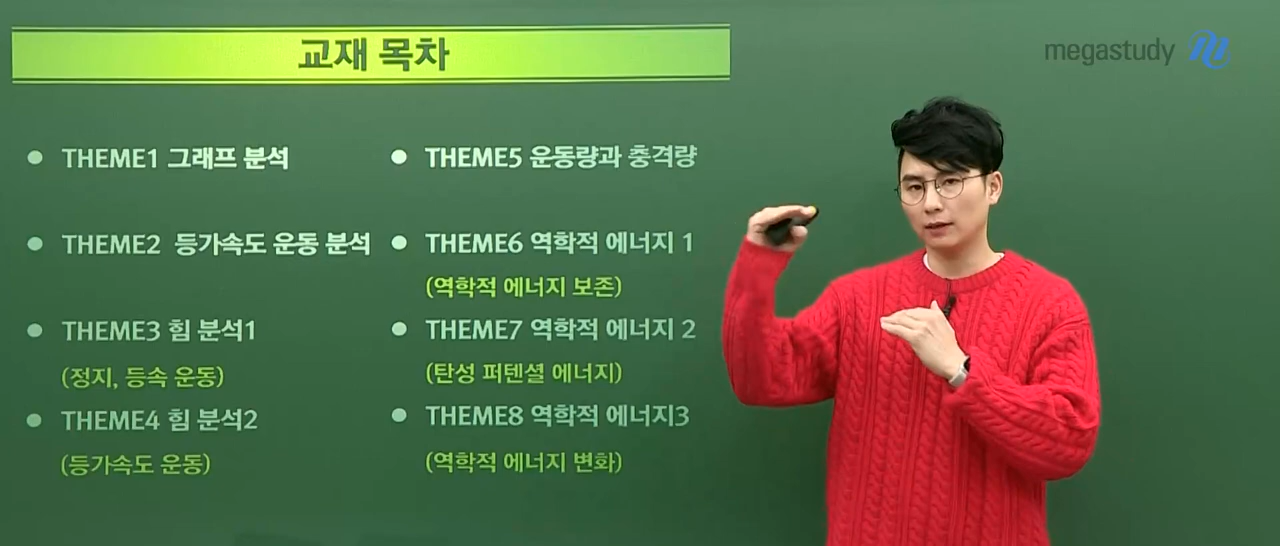 교재 목차
megastudy
THEME1 그래프 분석
THEME2 등가속도 운동 분석
THEME3 힘 분석1
(정지, 등속 운동)
THEME4 힘 분석2
(등가속도 운동)
THEME5 운동량과 충격량
THEME6 역학적 에너지 1
(역학적 에너지 보존)
THEME7 역학적 에너지 2
(탄성 퍼텐셜 에너지)
THEME8 역학적 에너지3
(역학적 에너지 변화)